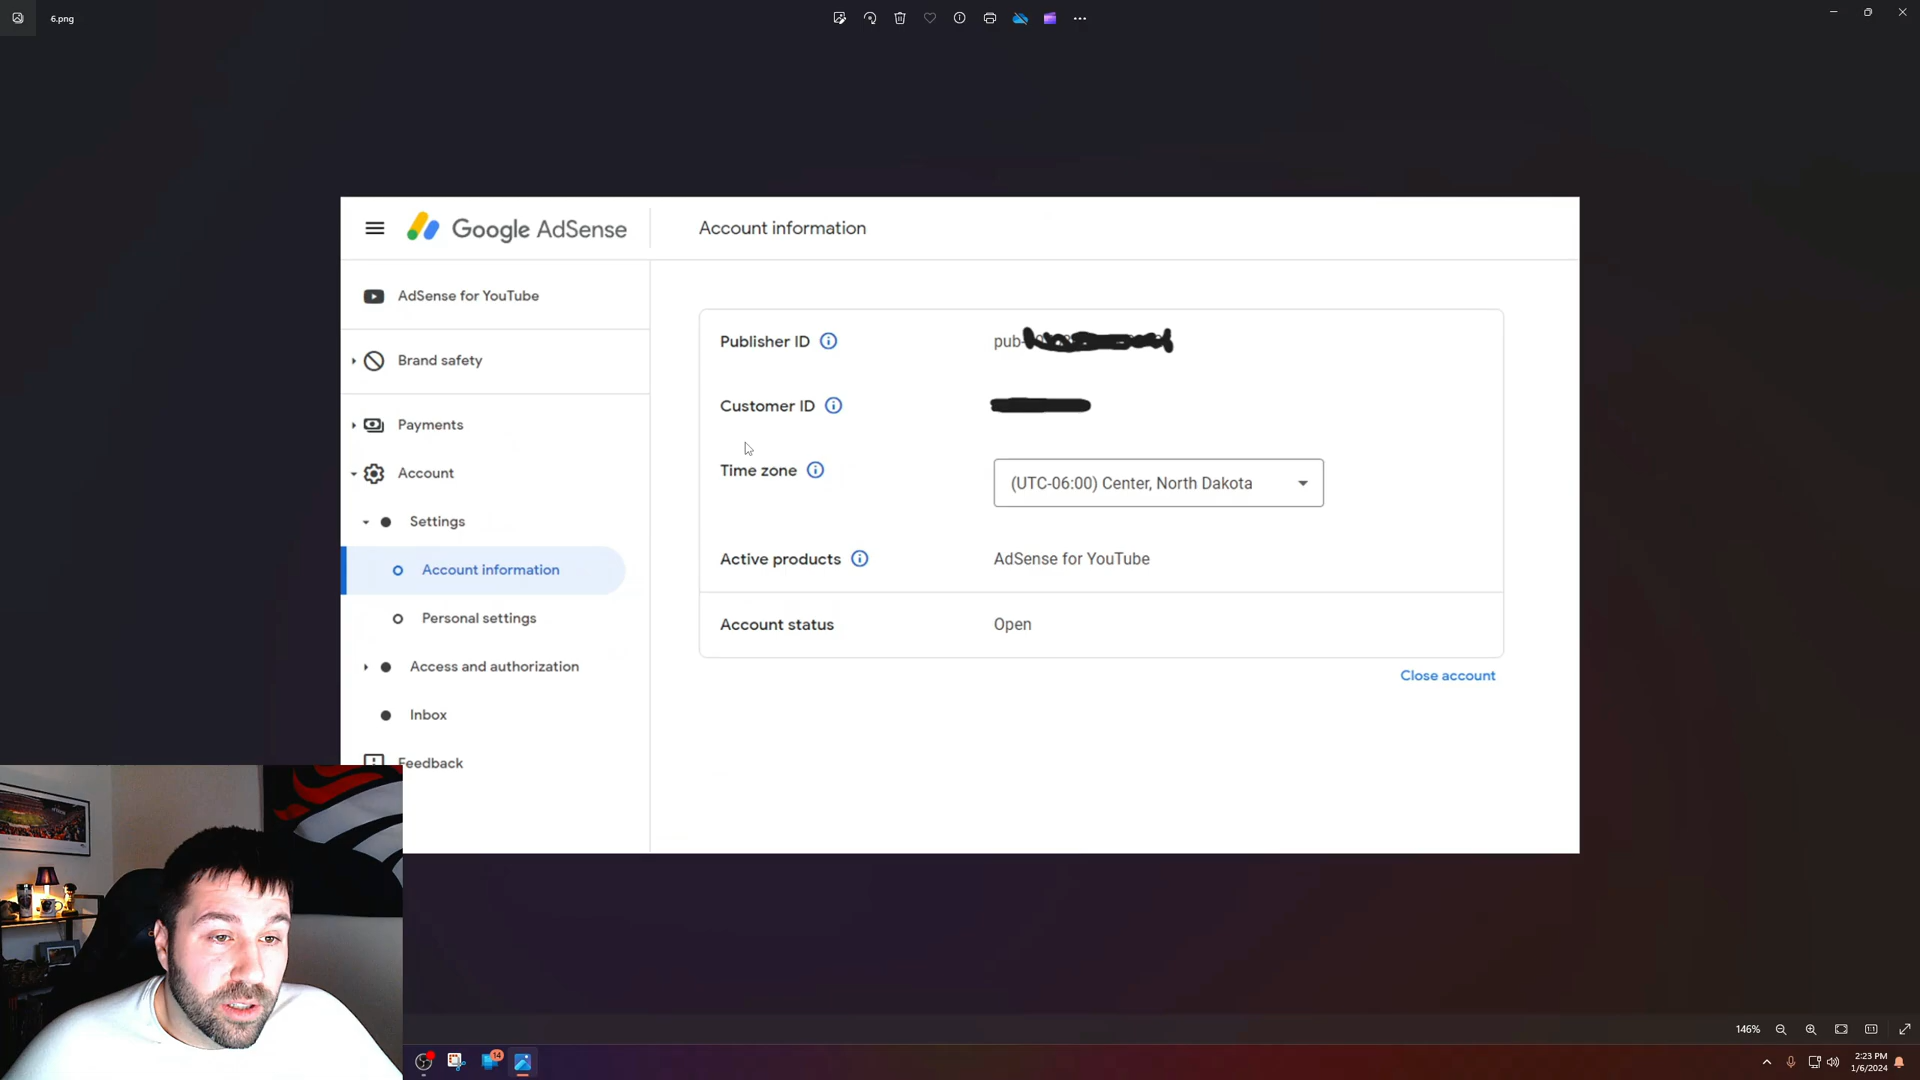 6.png
Google AdSense
Account information
AdSense for YouTube
Brand safety
Payments
Account
Settings
Account information
Personal settings
Access and authorization
Inbox
Feedback
Publisher ID
pub-
Customer ID
Time zone
(UTC-06:00) Center, North Dakota
Active products
AdSense for YouTube
Account status
Open
Close account
146%
14
2:23 PM
1/6/2024